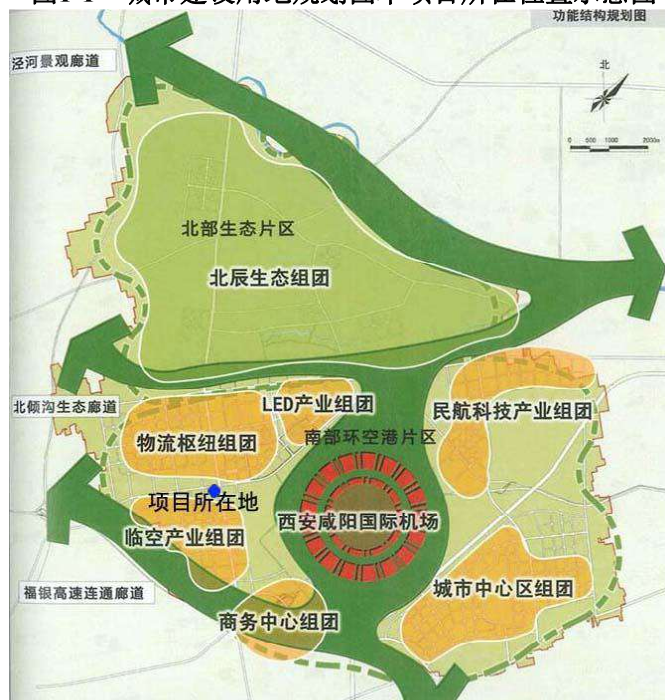 功能结构规划图
泾河景观廊道
北
0 500 1000 2000m
北部生态片区
北辰生态组团
北倾沟生态廊道
LED产业组团
民航科技产业组团
物流枢纽组团
南部环空港片区
项目所在地
西安咸阳国际机场
临空产业组团
福银高速连通廊道
城市中心区组团
商务中心组团